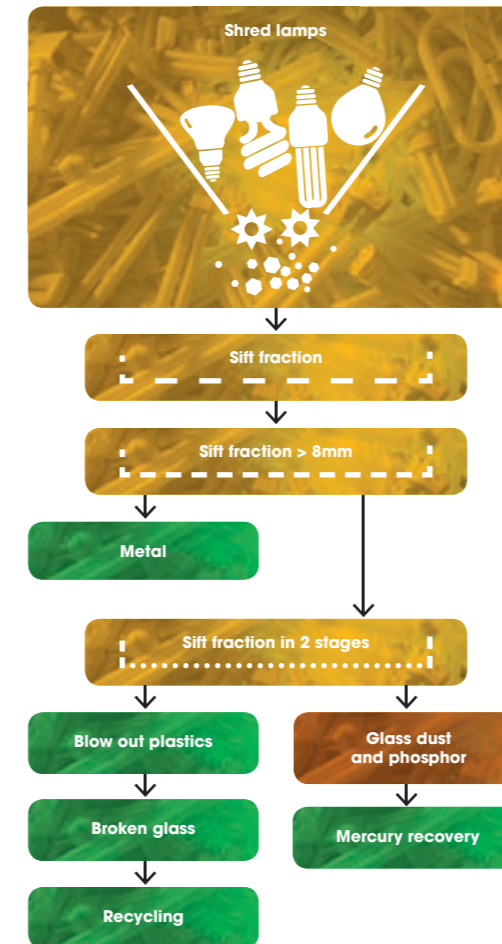 Shred lamps
Sift fraction
Sift fraction > 8mm
Metal
Sift fraction in 2 stages
Blow out plastics
Glass dust
and phosphor
Broken glass
Mercury recovery
Recycling